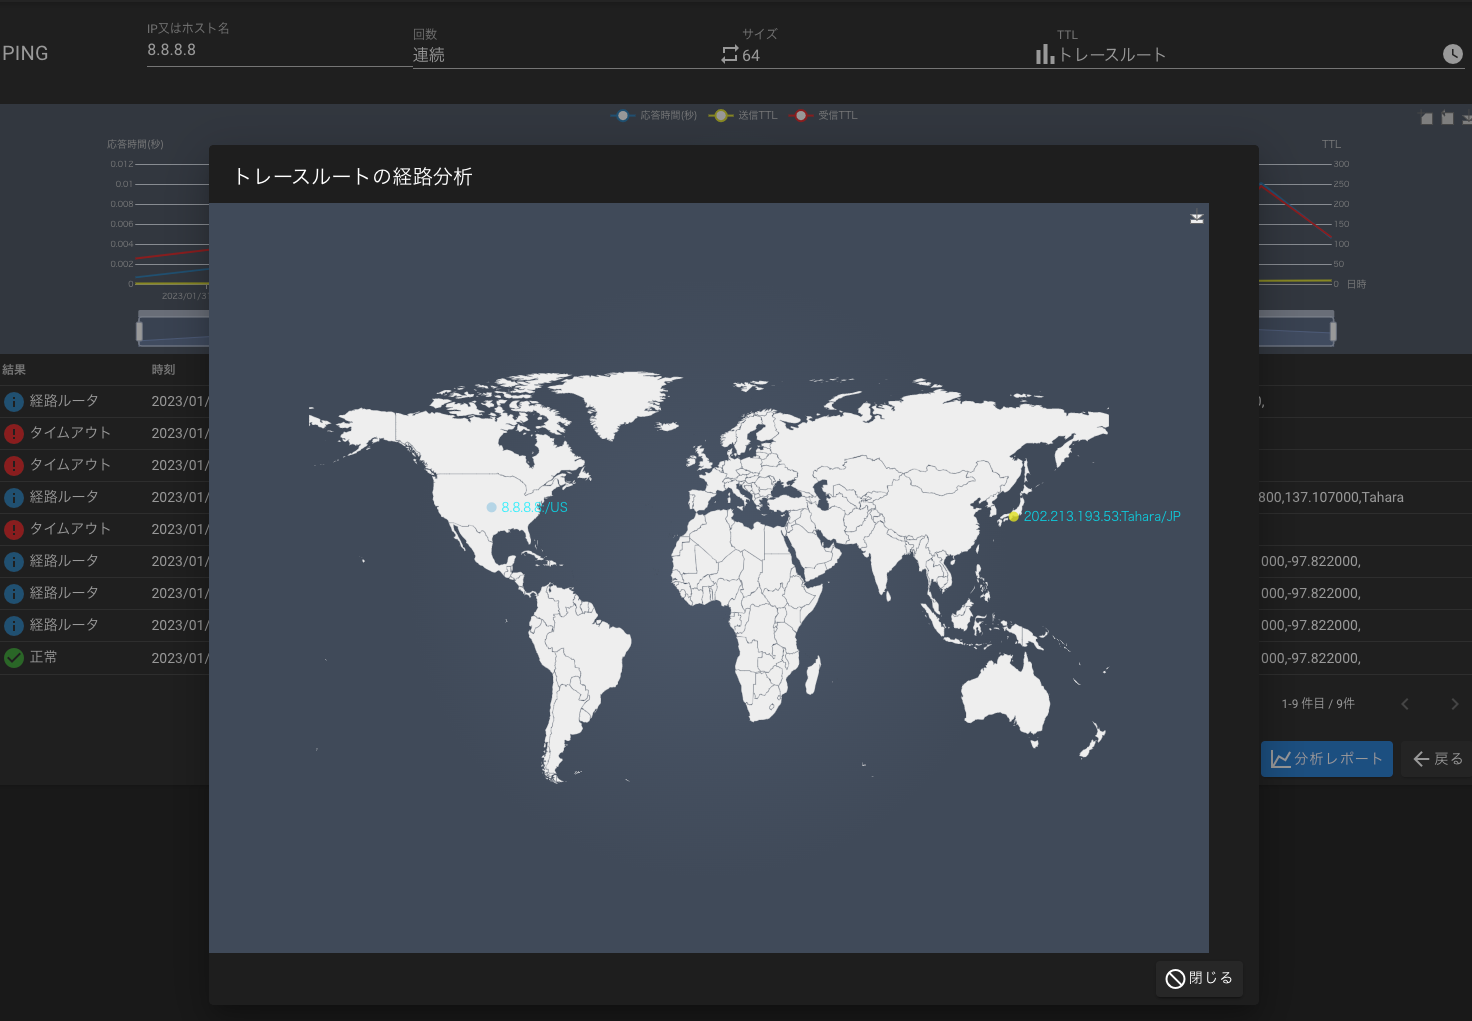 PING
IP又はホスト名
8.8.8.8
回数
連続
サイズ
64
TTL
トレースルート
応答時間(秒) 送信TTL 受信TTL
応答時間(秒)
0.012
0.01
0.008
0.006
0.004
0.002
0
2023/01/31
TTL
300
250
200
150
100
50
0
日時
トレースルートの経路分析
8.8.8.8:/US
202.213.193.53:Tahara/JP
結果 時刻
経路ルータ 2023/01/
0,
タイムアウト 2023/01/
タイムアウト 2023/01/
経路ルータ 2023/01/
800,137.107000,Tahara
タイムアウト 2023/01/
経路ルータ 2023/01/
000,-97.822000,
経路ルータ 2023/01/
000,-97.822000,
経路ルータ 2023/01/
000,-97.822000,
正常 2023/01/
000,-97.822000,
1-9 件目 / 9件
分析レポート
戻る
閉じる